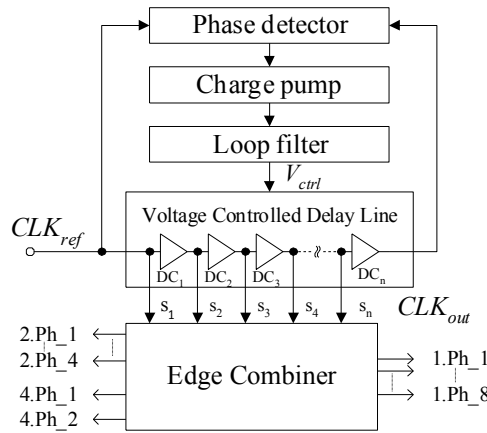 Phase detector
Charge pump
Loop filter
V_ctrl
Voltage Controlled Delay Line
CLK_ref
DC_1 DC_2 DC_3 DC_n
s_1 s_2 s_3 s_4 s_n
CLK_out
Edge Combiner
2.Ph_1
2.Ph_4
4.Ph_1
4.Ph_2
1.Ph_1
1.Ph_8